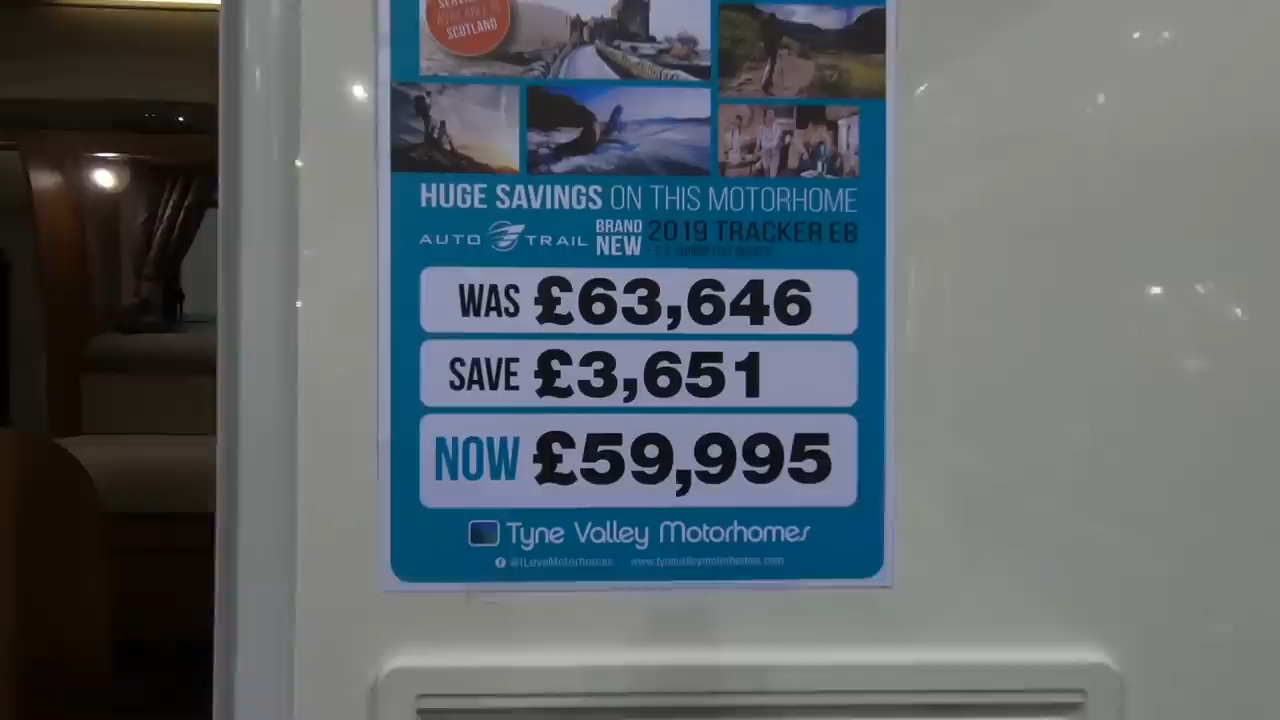 SCOTLAND
HUGE SAVINGS ON THIS MOTORHOME
AUTO TRAIL BRAND NEW 2019 TRACKER EB
WAS £63,646
SAVE £3,651
NOW £59,995
Tyne Valley Motorhomes
@ILoveMotorhomes www.tynevalleymotorhomes.com